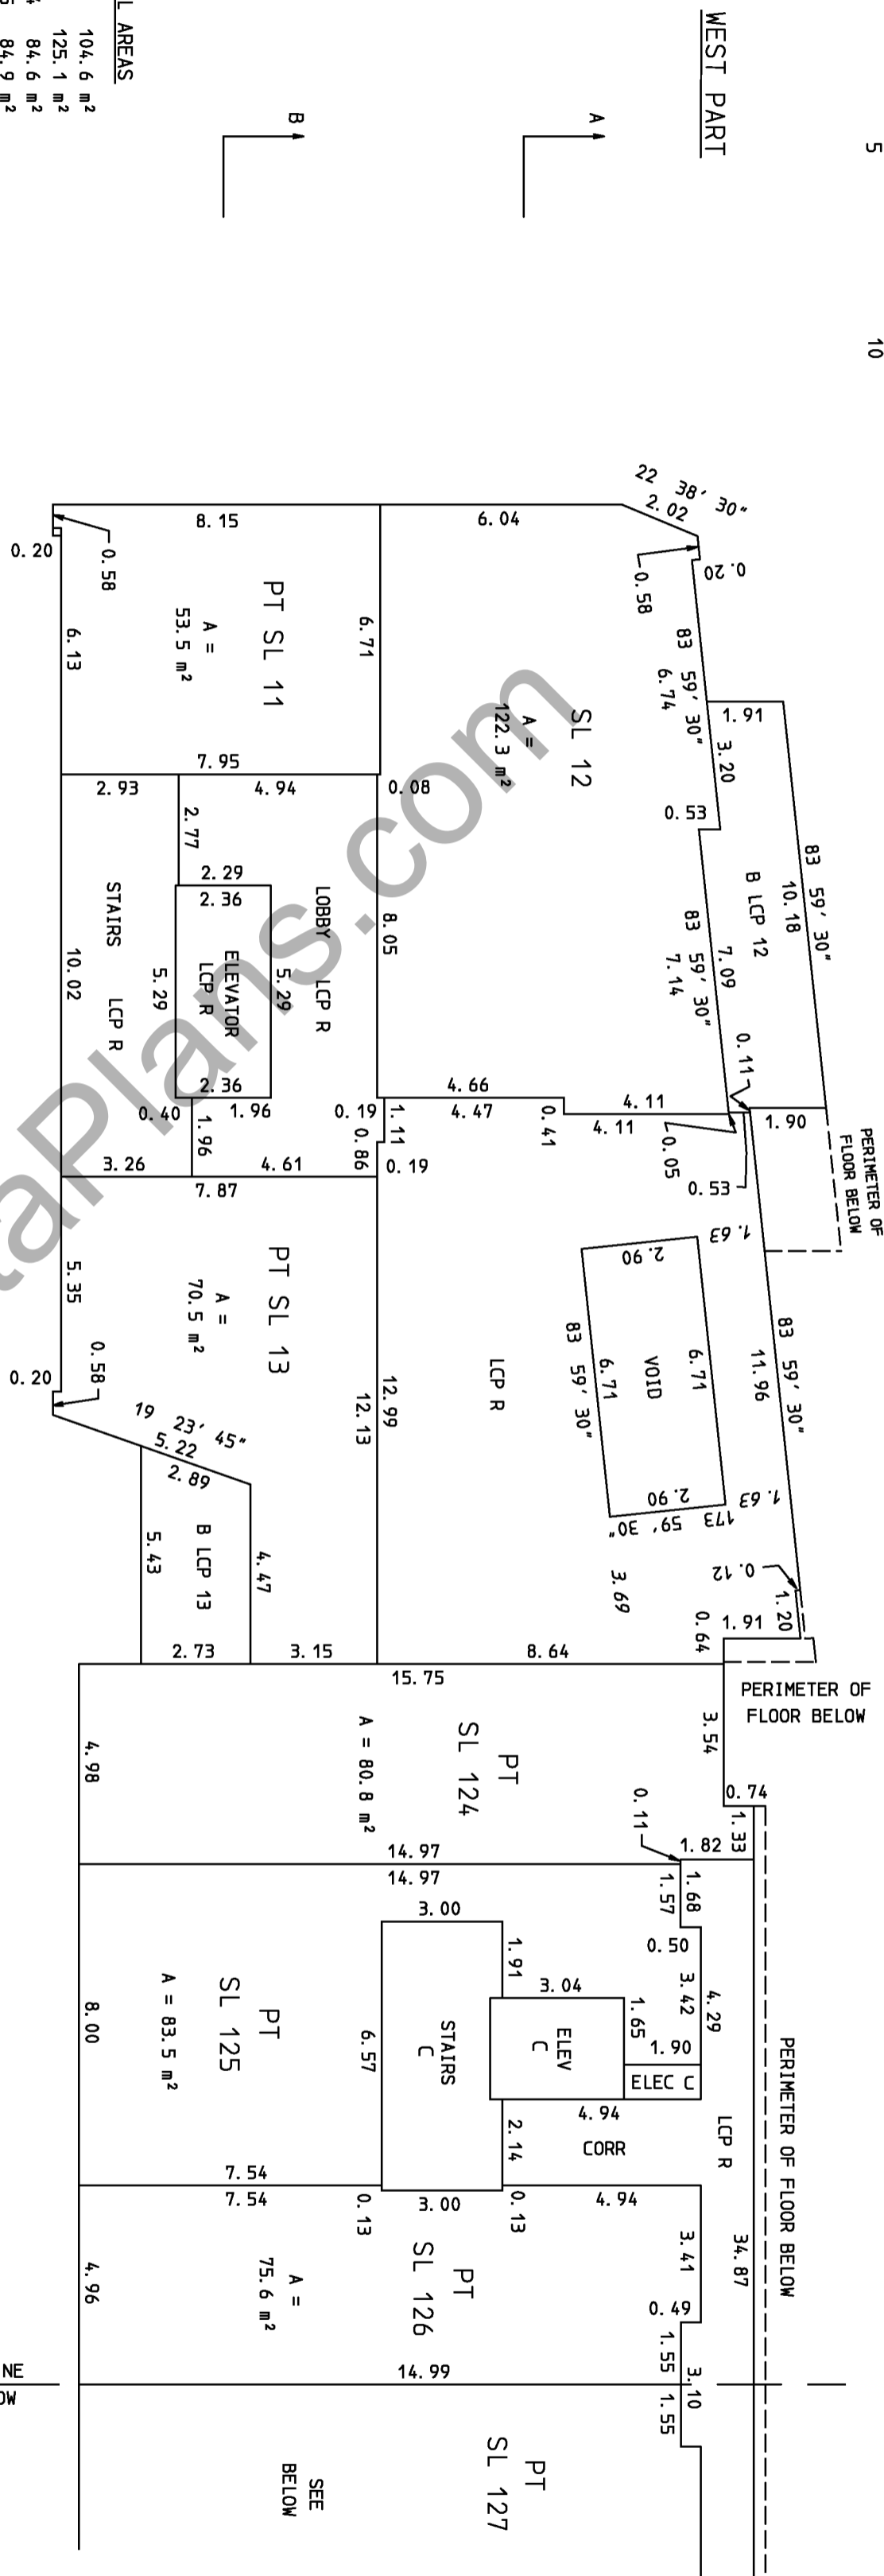 WEST PART
5
10
A
B
L AREAS
104.6 m²
125.1 m²
84.6 m²
84.9 m²
22 38' 30"
2.02
0.58
0.20
8.15
6.04
0.58
0.20
6.13
PT SL 11
A =
53.5 m²
6.71
7.95
SL 12
A =
122.3 m²
83 59' 30"
6.74
1.91
3.20
0.53
83 59' 30"
10.18
B LCP 12
7.09
83 59' 30"
7.14
0.11
1.90
PERIMETER OF
FLOOR BELOW
2.93
4.94
0.08
2.77
2.29
2.36
LOBBY LCP R
8.05
STAIRS LCP R
ELEVATOR
LCP R
5.29
5.29
10.02
2.36
0.40
1.96
1.96
0.19
1.11
0.86
0.19
4.66
4.47
0.41
4.11
4.11
0.05
0.53
3.26
4.61
7.87
5.35
PT SL 13
A =
70.5 m²
0.58
0.20
19 23' 45"
5.22
2.89
12.99
12.13
LCP R
1.63
2.90
83 59' 30"
6.71
VOID
6.71
83 59' 30"
11.96
2.90
1.63
173 59' 30"
3.69
0.12
1.20
B LCP 13
5.43
4.47
2.73
3.15
8.64
0.64
1.91
15.75
PERIMETER OF
FLOOR BELOW
4.98
A = 80.8 m²
PT
SL 124
3.54
0.74
1.33
0.11
1.82
14.97
14.97
1.57
1.68
3.00
0.50
1.91
3.04
3.42
4.29
1.65
1.90
8.00
A = 83.5 m²
PT
SL 125
6.57
STAIRS
C
ELEV
C
ELEC C
4.94
CORR
2.14
LCP R
PERIMETER OF FLOOR BELOW
7.54
7.54
0.13
3.00
0.13
4.94
4.96
A =
75.6 m²
PT
SL 126
3.41
34.87
0.49
1.55
3.10
1.55
14.99
NE
OW
PT
SL 127
SEE
BELOW
taPlans.com